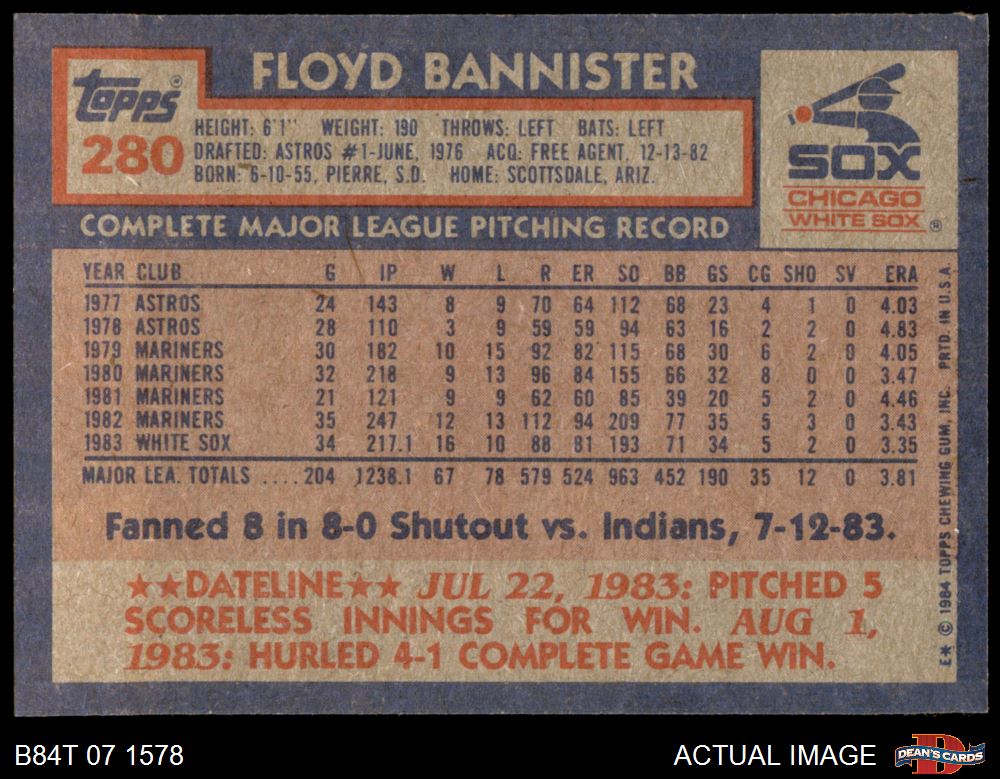 FLOYD BANNISTER
Topps®
280
HEIGHT: 6'1" WEIGHT: 190 THROWS: LEFT BATS: LEFT
DRAFTED: ASTROS #1-JUNE, 1976 ACQ: FREE AGENT, 12-13-82
BORN: 6-10-55, PIERRE, S.D. HOME: SCOTTSDALE, ARIZ.
SOX
CHICAGO
WHITE SOX ®
COMPLETE MAJOR LEAGUE PITCHING RECORD
YEAR CLUB G IP W L R ER SO BB GS CG SHO SV ERA
1977 ASTROS 24 143 8 9 70 64 112 68 23 4 1 0 4.03
1978 ASTROS 28 110 3 9 59 59 94 63 16 2 2 0 4.83
1979 MARINERS 30 182 10 15 92 82 115 68 30 6 2 0 4.05
1980 MARINERS 32 218 9 13 96 84 155 66 32 8 0 0 3.47
1981 MARINERS 21 121 9 9 62 60 85 39 20 5 2 0 4.46
1982 MARINERS 35 247 12 13 112 94 209 77 35 5 3 0 3.43
1983 WHITE SOX 34 217.1 16 10 88 81 193 71 34 5 2 0 3.35
MAJOR LEA. TOTALS ....204 1238.1 67 78 579 524 963 452 190 35 12 0 3.81
Fanned 8 in 8-0 Shutout vs. Indians, 7-12-83.
★★DATELINE★★ JUL 22, 1983: PITCHED 5
SCORELESS INNINGS FOR WIN. AUG 1,
1983: HURLED 4-1 COMPLETE GAME WIN.
E* © 1984 TOPPS CHEWING GUM, INC. PRTD. IN U.S.A.
B84T 07 1578
ACTUAL IMAGE
DEAN'S CARDS